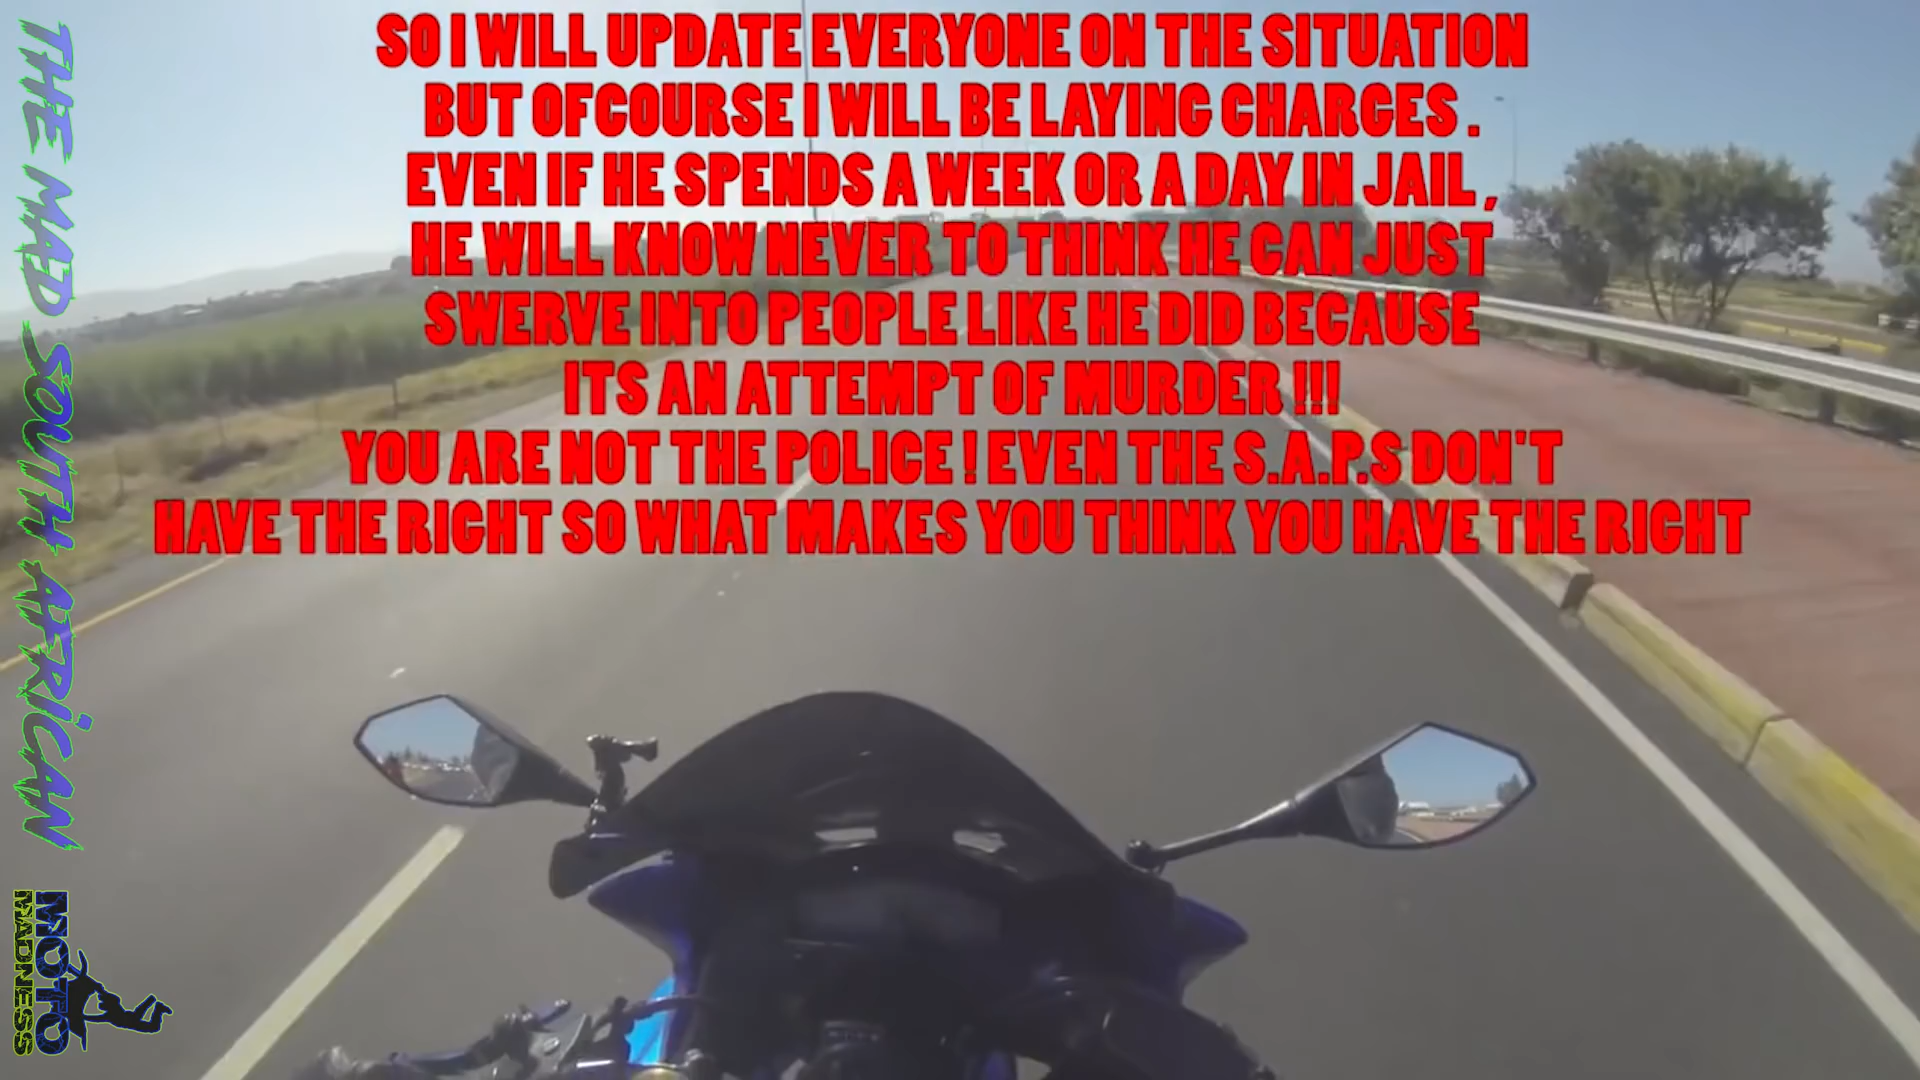 SO I WILL UPDATE EVERYONE ON THE SITUATION
BUT OFCOURSE I WILL BE LAYING CHARGES .
EVEN IF HE SPENDS A WEEK OR A DAY IN JAIL ,
HE WILL KNOW NEVER TO THINK HE CAN JUST
SWERVE INTO PEOPLE LIKE HE DID BECAUSE
ITS AN ATTEMPT OF MURDER !!!
YOU ARE NOT THE POLICE ! EVEN THE S.A.P.S DON'T
HAVE THE RIGHT SO WHAT MAKES YOU THINK YOU HAVE THE RIGHT
THE MAD SOUTH AFRICAN
MOTO
MADNESS